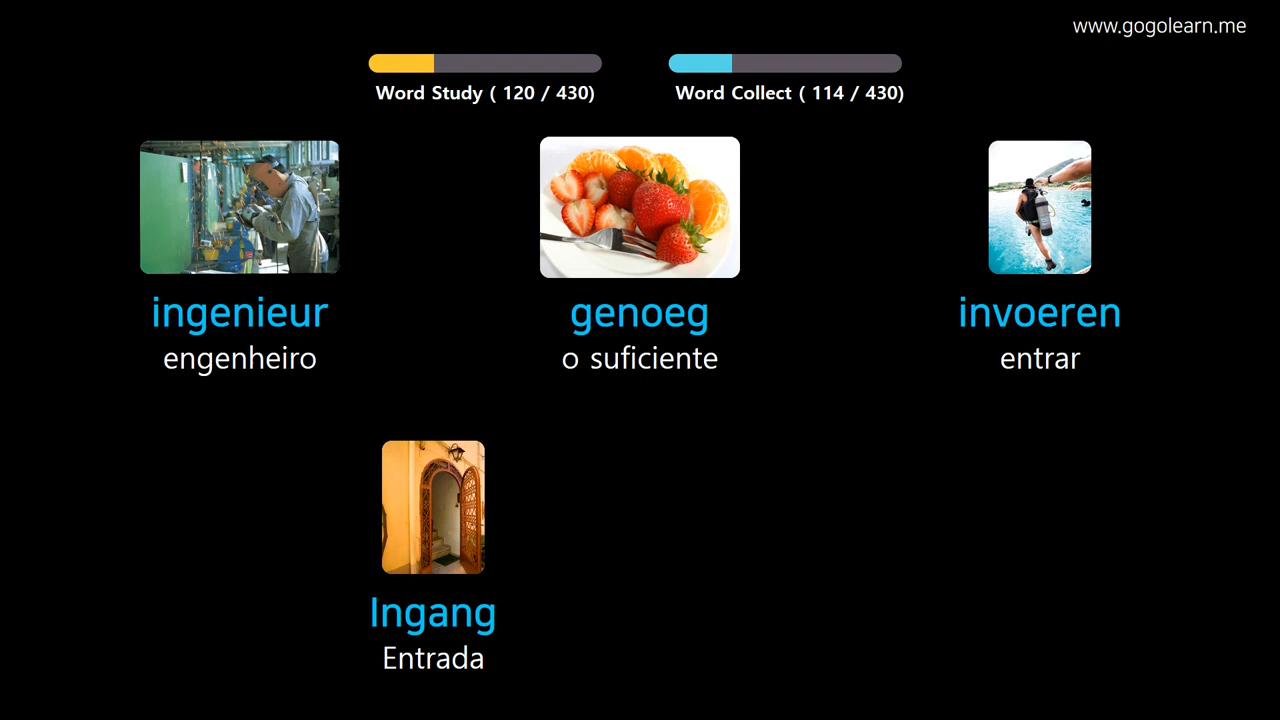 www.gogolearn.me
Word Study ( 120 / 430)
Word Collect ( 114 / 430)
ingenieur
engenheiro
genoeg
o suficiente
invoeren
entrar
Ingang
Entrada